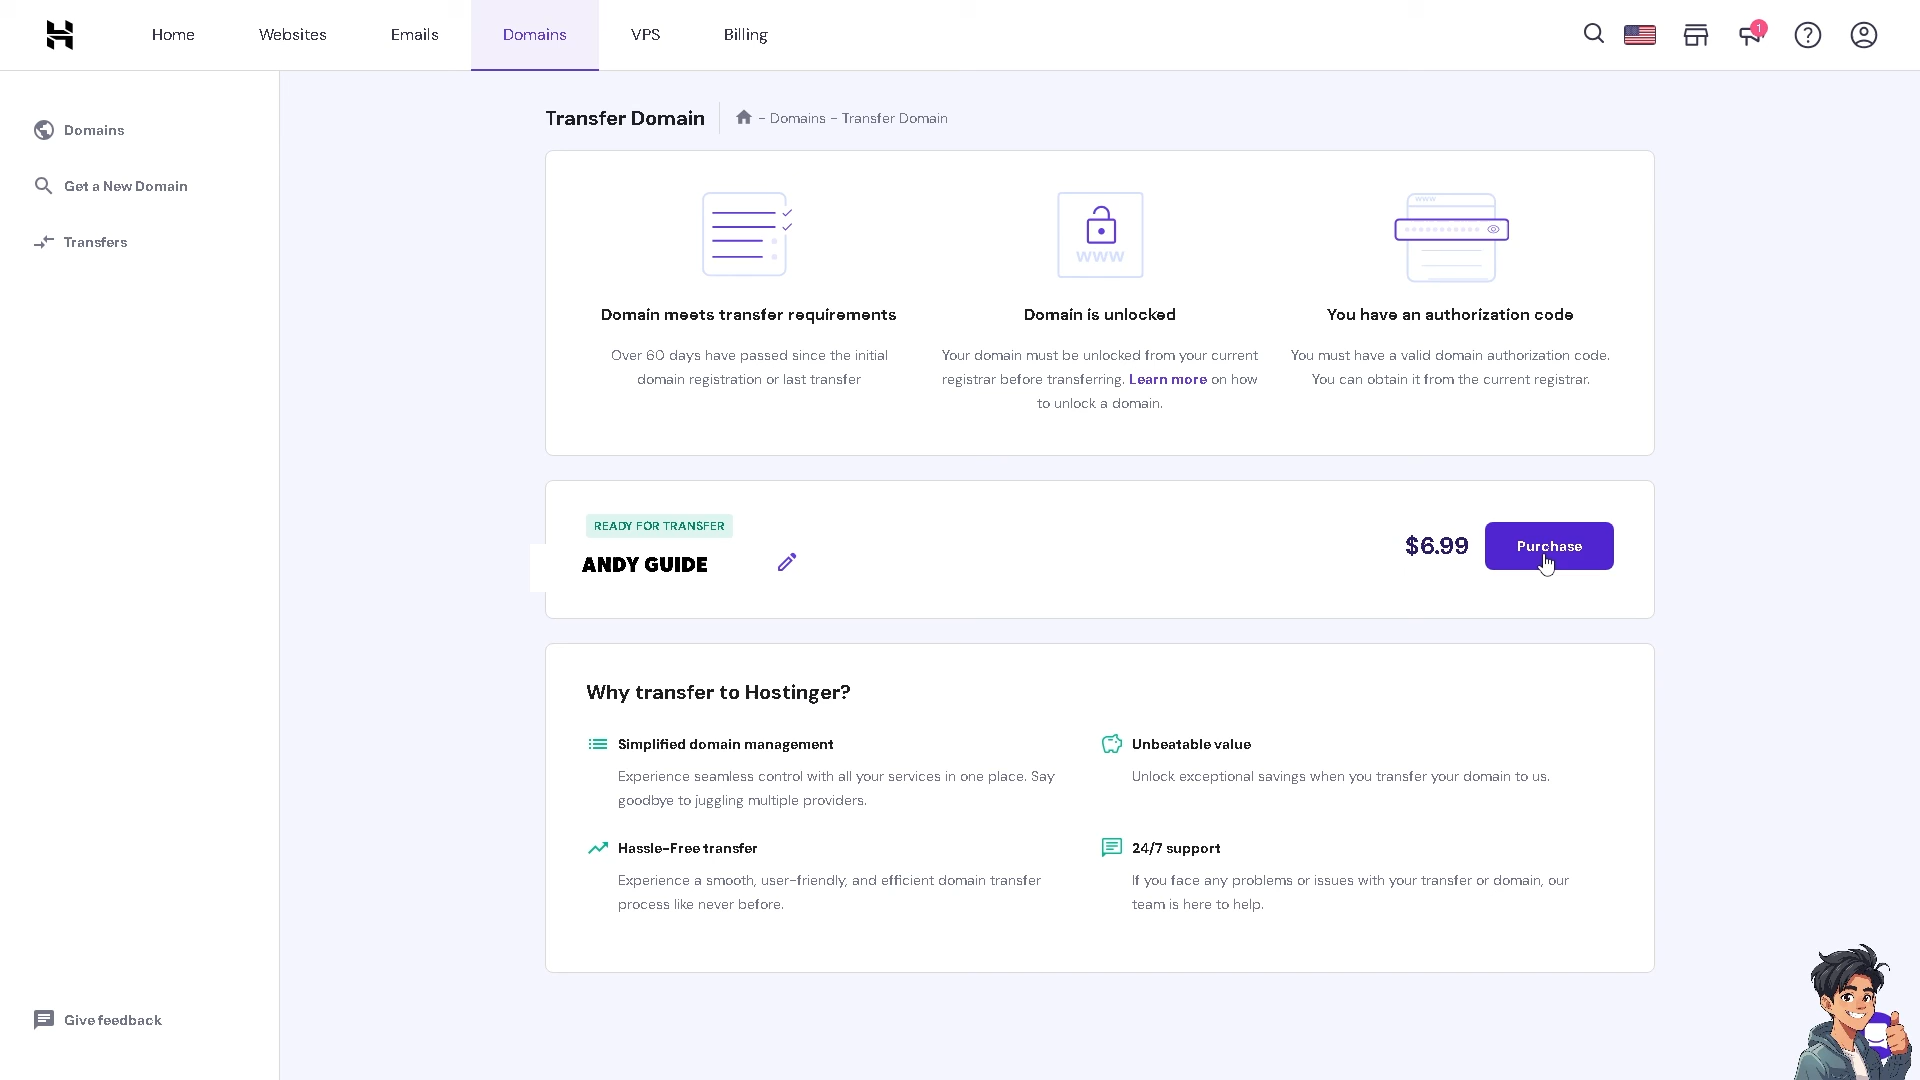 Home
Websites
Emails
Domains
VPS
Billing
1
Domains
Get a New Domain
Transfers
Give feedback
Transfer Domain
- Domains - Transfer Domain
WWW
www
Domain meets transfer requirements
Over 60 days have passed since the initial
domain registration or last transfer
Domain is unlocked
Your domain must be unlocked from your current
registrar before transferring. Learn more on how
to unlock a domain.
You have an authorization code
You must have a valid domain authorization code.
You can obtain it from the current registrar.
READY FOR TRANSFER
ANDY GUIDE
$6.99
Purchase
Why transfer to Hostinger?
Simplified domain management
Experience seamless control with all your services in one place. Say
goodbye to juggling multiple providers.
Unbeatable value
Unlock exceptional savings when you transfer your domain to us.
Hassle-Free transfer
Experience a smooth, user-friendly, and efficient domain transfer
process like never before.
24/7 support
If you face any problems or issues with your transfer or domain, our
team is here to help.